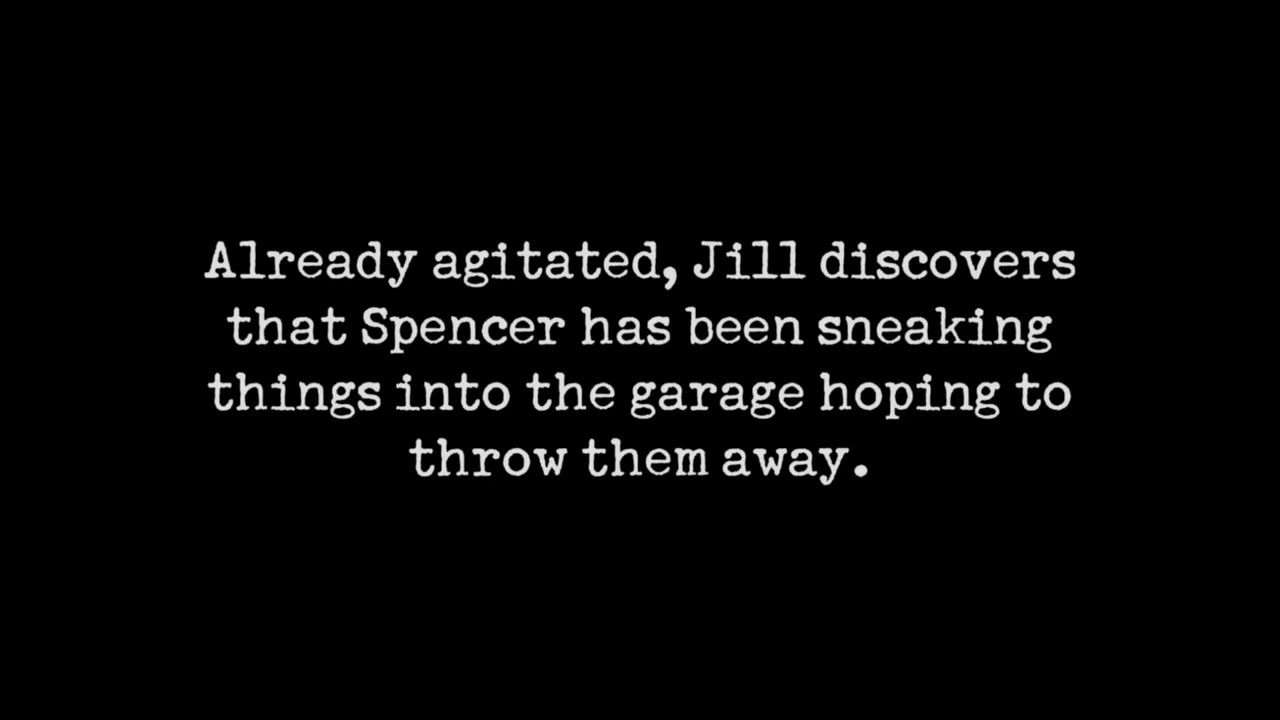 Already agitated, Jill discovers
that Spencer has been sneaking
things into the garage hoping to
throw them away.